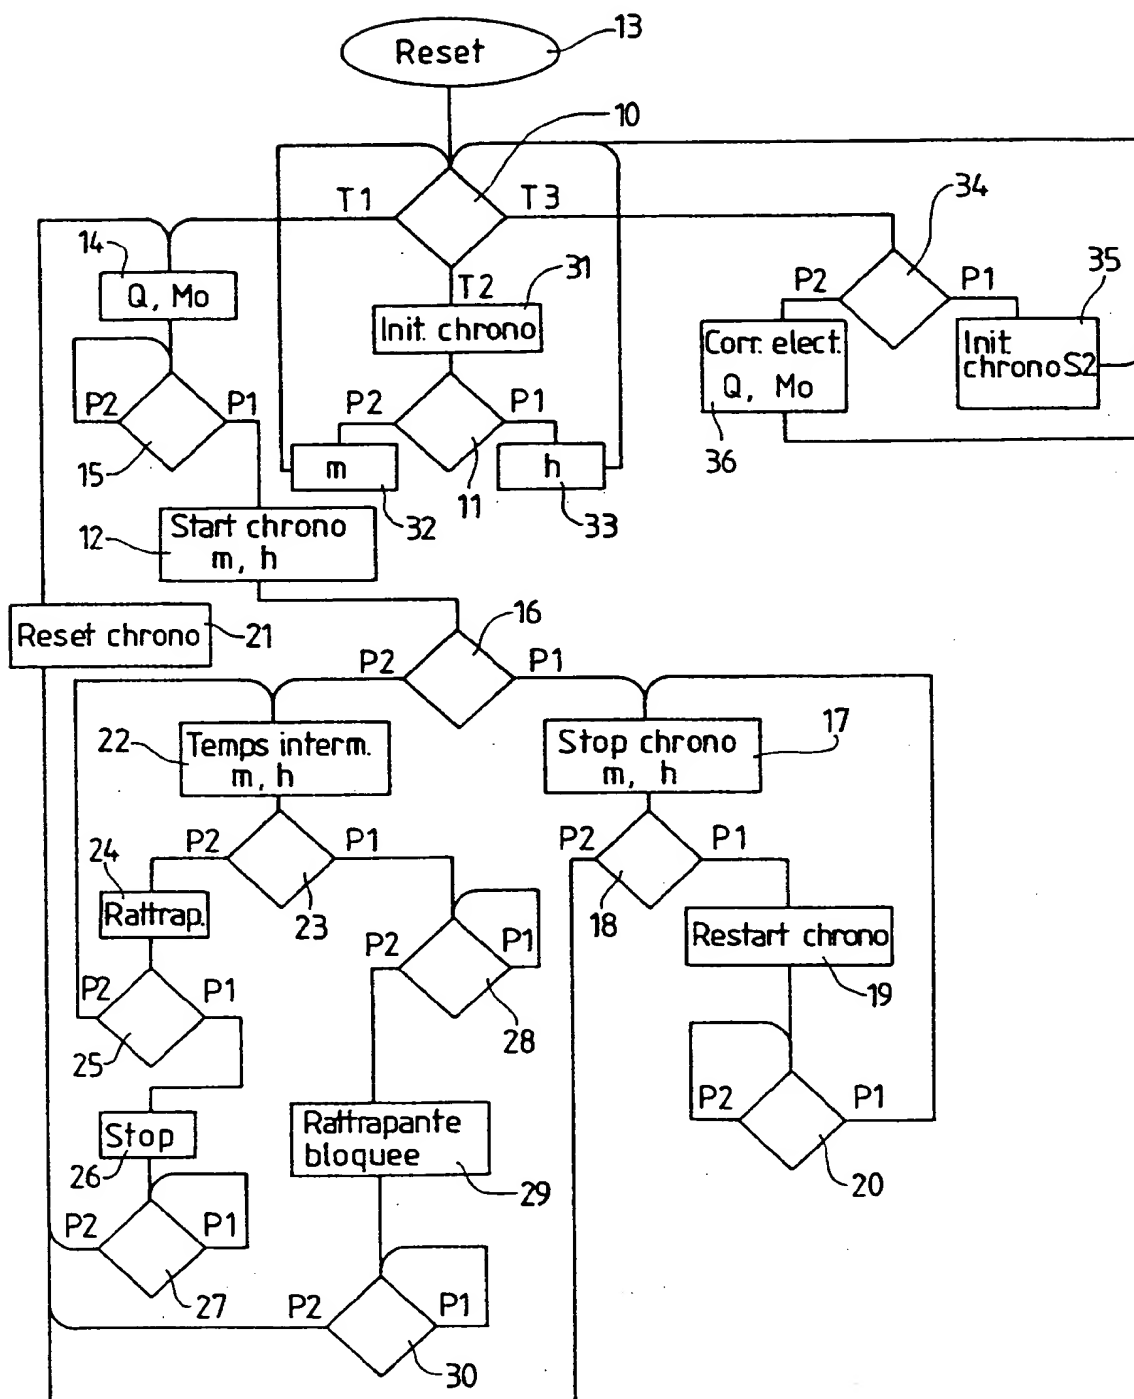 Reset
13
10
T1
T3
34
14
Q, Mo
T2
31
Init. chrono
P2
P1
35
Corr. elect.
Q, Mo
Init
chrono S2
36
P2
P1
15
P2
P1
m
h
11
32
33
12
Start chrono
m, h
Reset chrono
21
16
P2
P1
22
Temps interm.
m, h
Stop chrono
m, h
17
P2
P1
23
P2
P1
18
24
Rattrap.
Restart chrono
19
P2
P1
28
P2
P1
25
P2
P1
20
Stop
26
Rattrapante
bloquee
29
P2
P1
27
P2
P1
30